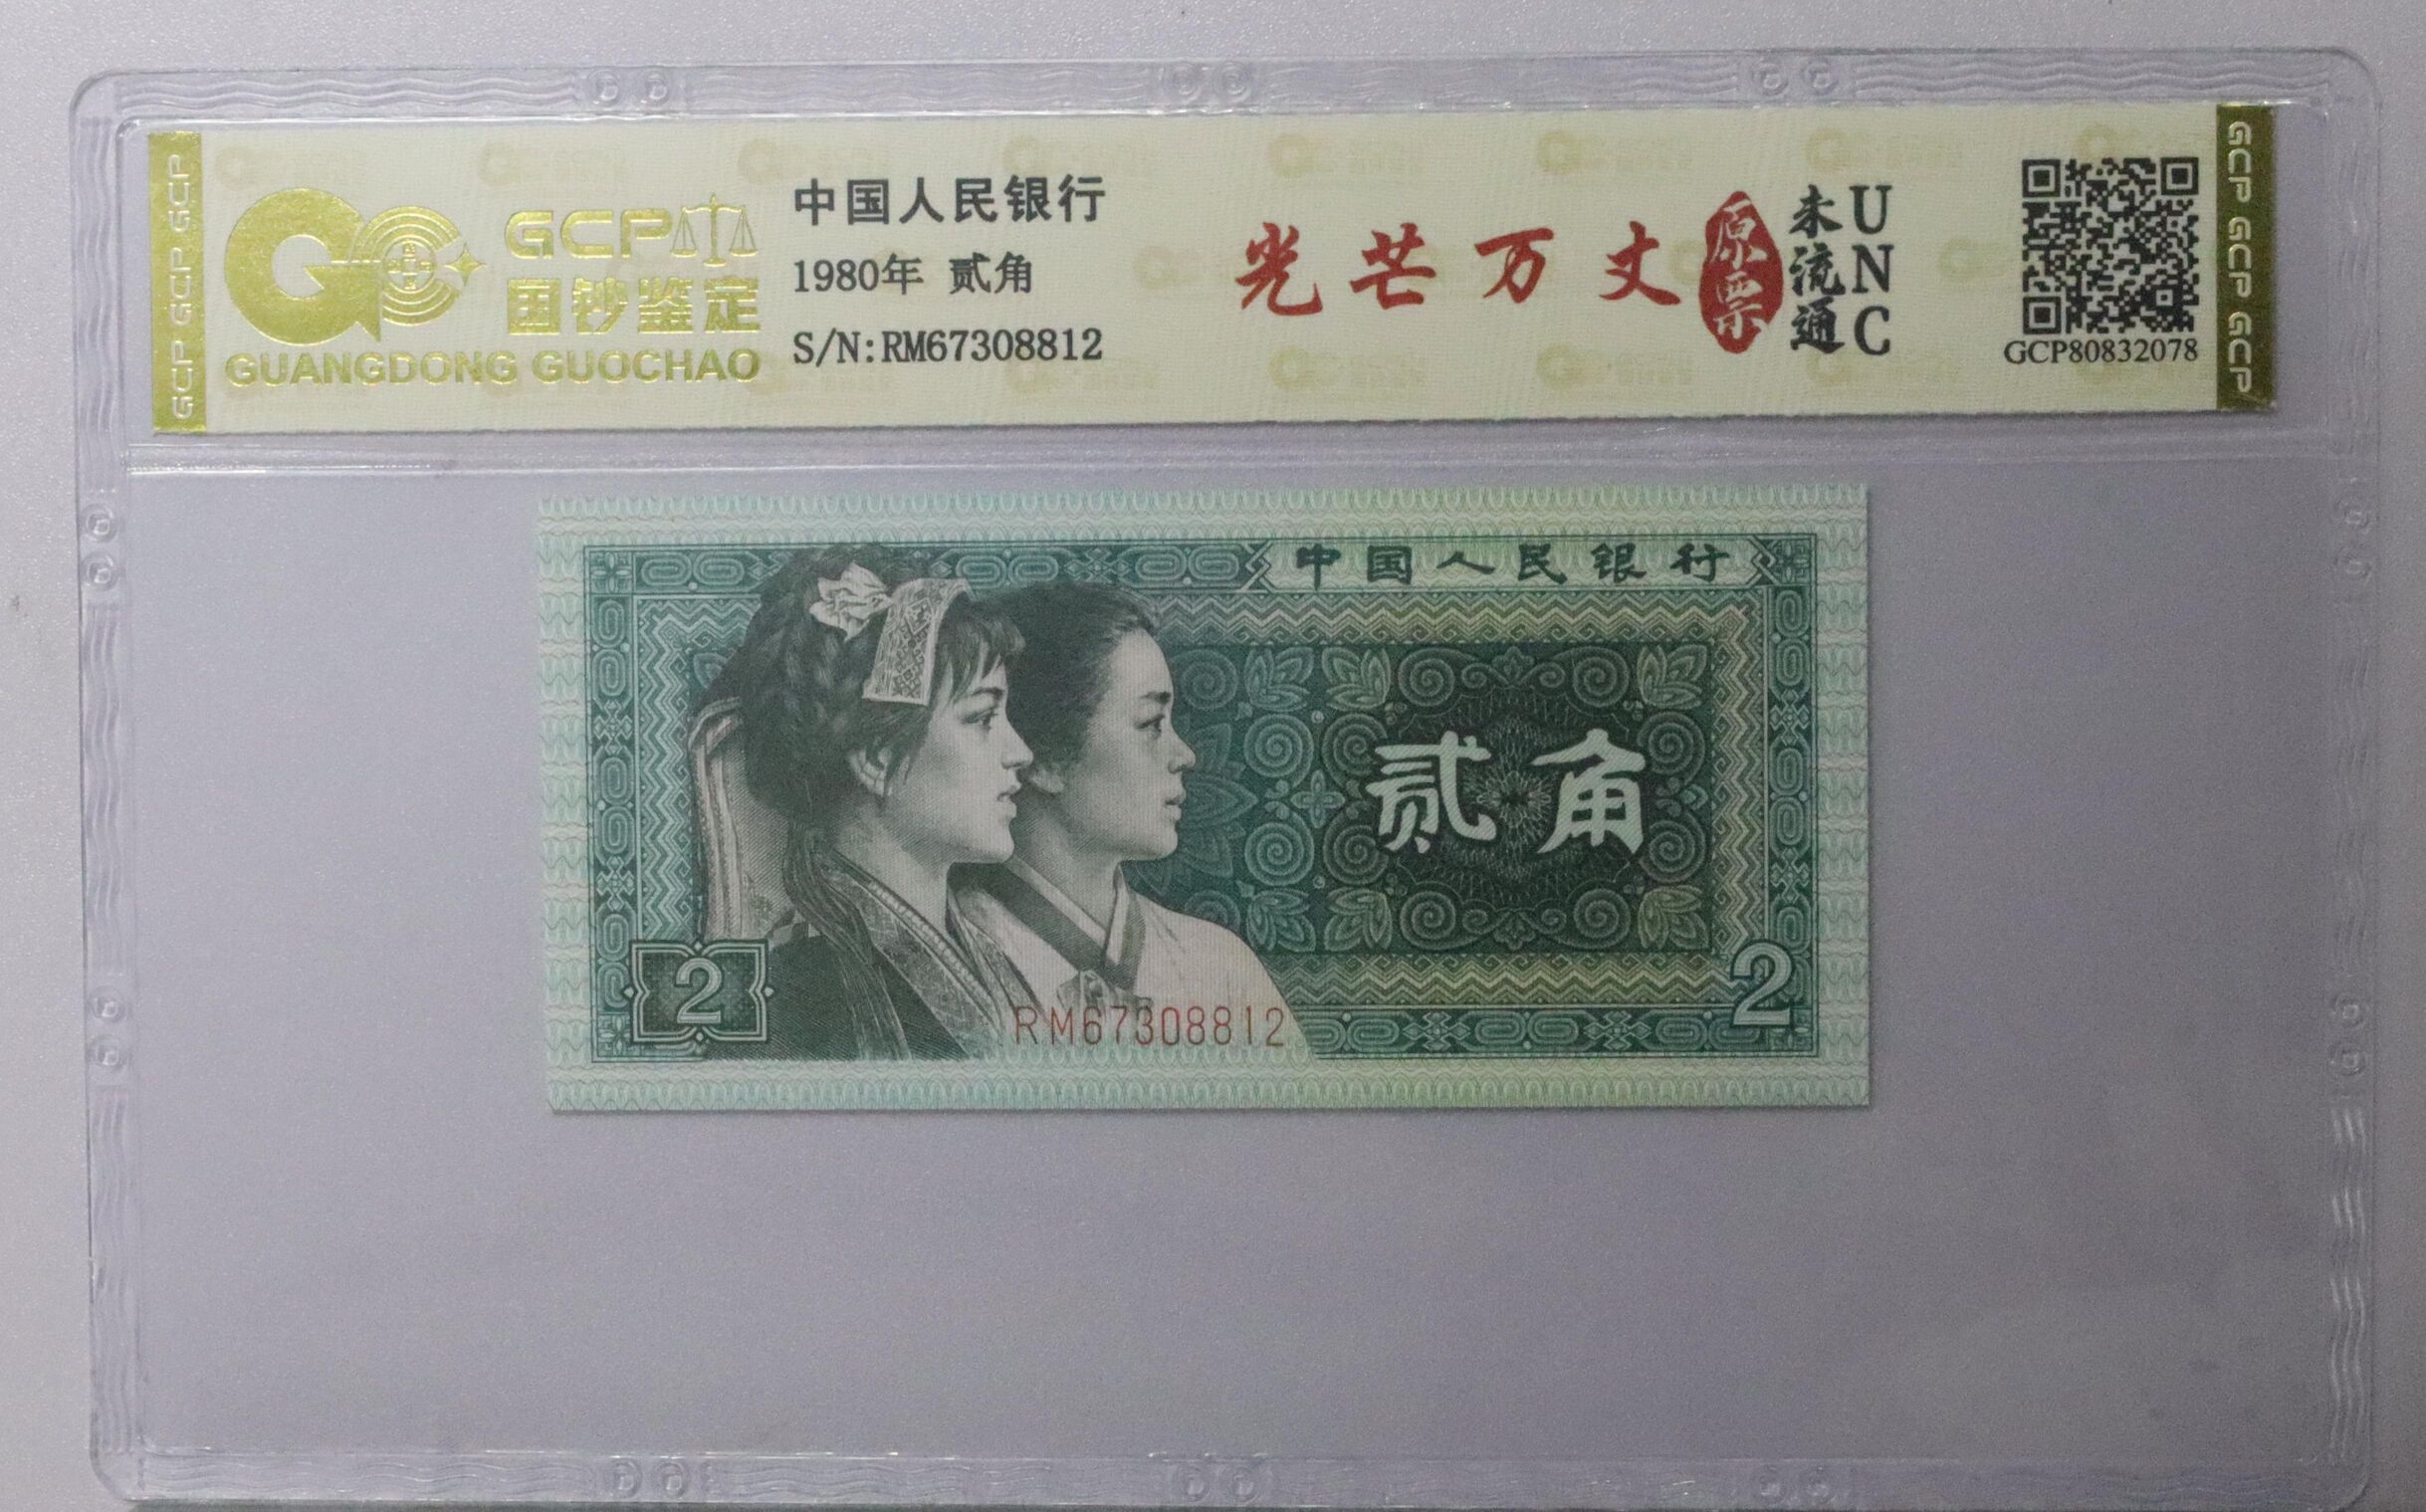 GCP GCP GCP
GCP
国钞鉴定
GUANGDONG GUOCHAO
中国人民银行
1980年 贰角
S/N:RM67308812
光芒万丈
原票
未流通
UNC
GCP80832078
GCP GCP GCP
中国人民银行
贰角
2
RM67308812
2